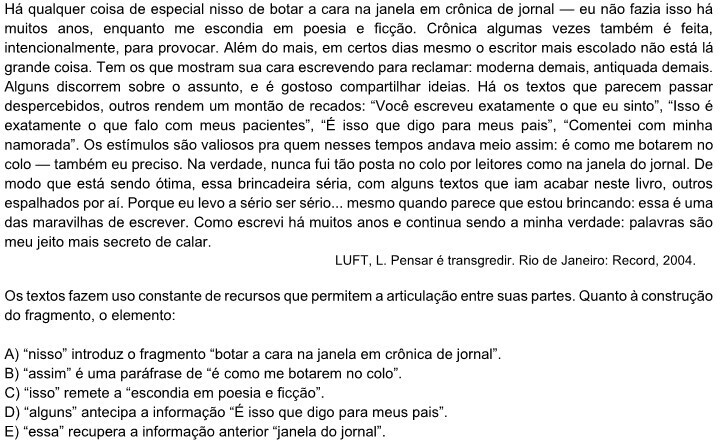 Há qualquer coisa de especial nisso de botar a cara na janela em crônica de jornal — eu não fazia isso há
muitos anos, enquanto me escondia em poesia e ficção. Crônica algumas vezes também é feita,
intencionalmente, para provocar. Além do mais, em certos dias mesmo o escritor mais escolado não está lá
grande coisa. Tem os que mostram sua cara escrevendo para reclamar: moderna demais, antiquada demais.
Alguns discorrem sobre o assunto, e é gostoso compartilhar ideias. Há os textos que parecem passar
despercebidos, outros rendem um montão de recados: “Você escreveu exatamente o que eu sinto”, “Isso é
exatamente o que falo com meus pacientes”, “É isso que digo para meus pais”, “Comentei com minha
namorada”. Os estímulos são valiosos pra quem nesses tempos andava meio assim: é como me botarem no
colo — também eu preciso. Na verdade, nunca fui tão posta no colo por leitores como na janela do jornal. De
modo que está sendo ótima, essa brincadeira séria, com alguns textos que iam acabar neste livro, outros
espalhados por aí. Porque eu levo a sério ser sério... mesmo quando parece que estou brincando: essa é uma
das maravilhas de escrever. Como escrevi há muitos anos e continua sendo a minha verdade: palavras são
meu jeito mais secreto de calar.
LUFT, L. Pensar é transgredir. Rio de Janeiro: Record, 2004.
Os textos fazem uso constante de recursos que permitem a articulação entre suas partes. Quanto à construção
do fragmento, o elemento:
A) “nisso” introduz o fragmento “botar a cara na janela em crônica de jornal”.
B) “assim” é uma paráfrase de “é como me botarem no colo”.
C) “isso” remete a “escondia em poesia e ficção”.
D) “alguns” antecipa a informação “É isso que digo para meus pais”.
E) “essa” recupera a informação anterior “janela do jornal”.